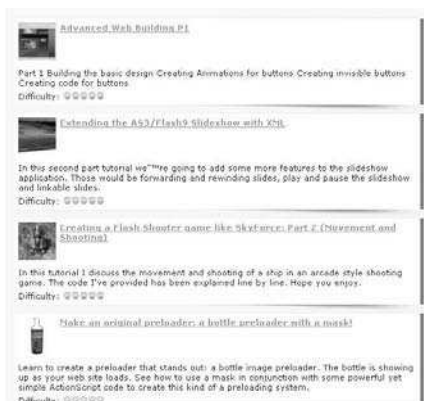 Advanced Web Building P1
Part 1 Building the basic design Creating Animations for buttons Creating invisible buttons
Creating code for buttons
Difficulty:
Extending the AS3/Flash9 Slideshow with XML
In this second part tutorial we˜™re going to add some more features to the slideshow
application. Those would be forwarding and rewinding slides, play and pause the slideshow
and linkable slides.
Difficulty:
Creating a Flash Shooter game like SkyForce: Part 2 (Movement and
Shooting)
In this tutorial I discuss the movement and shooting of a ship in an arcade style shooting
game. The code I've provided has been explained line by line. Hope you enjoy.
Difficulty:
Make an original preloader: a bottle preloader with a mask!
Learn to create a preloader that stands out: a bottle image preloader. The bottle is showing
up as your web site loads. See how to use a mask in conjunction with some powerful yet
simple ActionScript code to create this kind of a preloading system.
Difficulty: